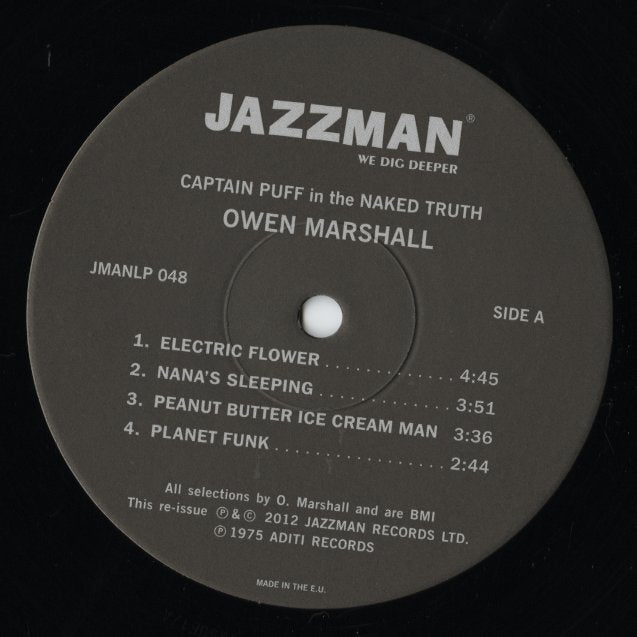 JAZZMAN®
WE DIG DEEPER
CAPTAIN PUFF in the NAKED TRUTH
OWEN MARSHALL
JMANLP 048
SIDE A
1. ELECTRIC FLOWER . . . . . . . . . . . . . 4:45
2. NANA'S SLEEPING . . . . . . . . . . . . . 3:51
3. PEANUT BUTTER ICE CREAM MAN 3:36
4. PLANET FUNK . . . . . . . . . . . . . . . . . 2:44
All selections by O. Marshall and are BMI
This re-issue ℗ & © 2012 JAZZMAN RECORDS LTD.
℗ 1975 ADITI RECORDS
MADE IN THE E.U.